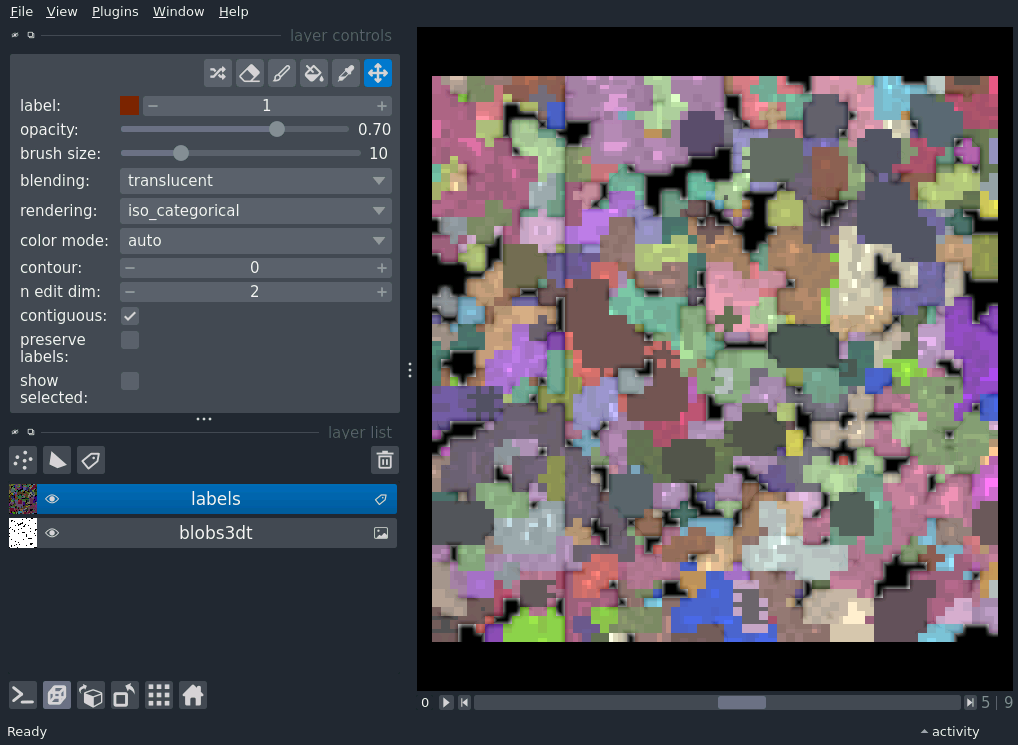 File View Plugins Window Help
layer controls
label: 1
opacity: 0.70
brush size: 10
blending: translucent
rendering: iso_categorical
color mode: auto
contour: 0
n edit dim: 2
contiguous:
preserve
labels:
show
selected:
layer list
labels
blobs3dt
0 5 | 9
Ready activity